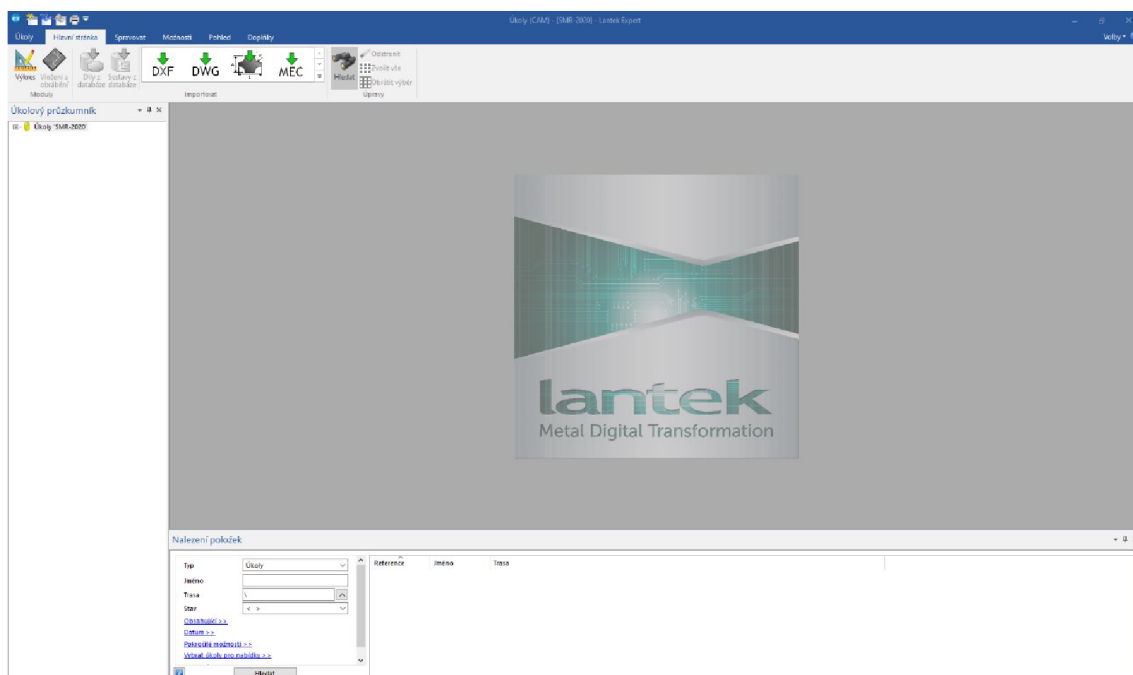 Úkoly (CAM) - [SMR-2020] - Lantek Expert
Úkoly Hlavní stránka Spravovat Možnosti Pohled Doplňky Volby
Výkres Vložení a obrábění Díly z databáze Sestavy z databáze DXF DWG MEC Hledat Odstranit
Zvolit vše
Obrátit výběr
Moduly Importovat Úpravy
Úkolový průzkumník
Úkoly 'SMR-2020'
lantek
Metal Digital Transformation
Nalezení položek
Typ Úkoly
Jméno
Trasa \
Stav < >
Obsahující >>
Datum >>
Pokročilé možnosti >>
Vybrat úkoly pro nabídku >>
Hledat
Reference Jméno Trasa